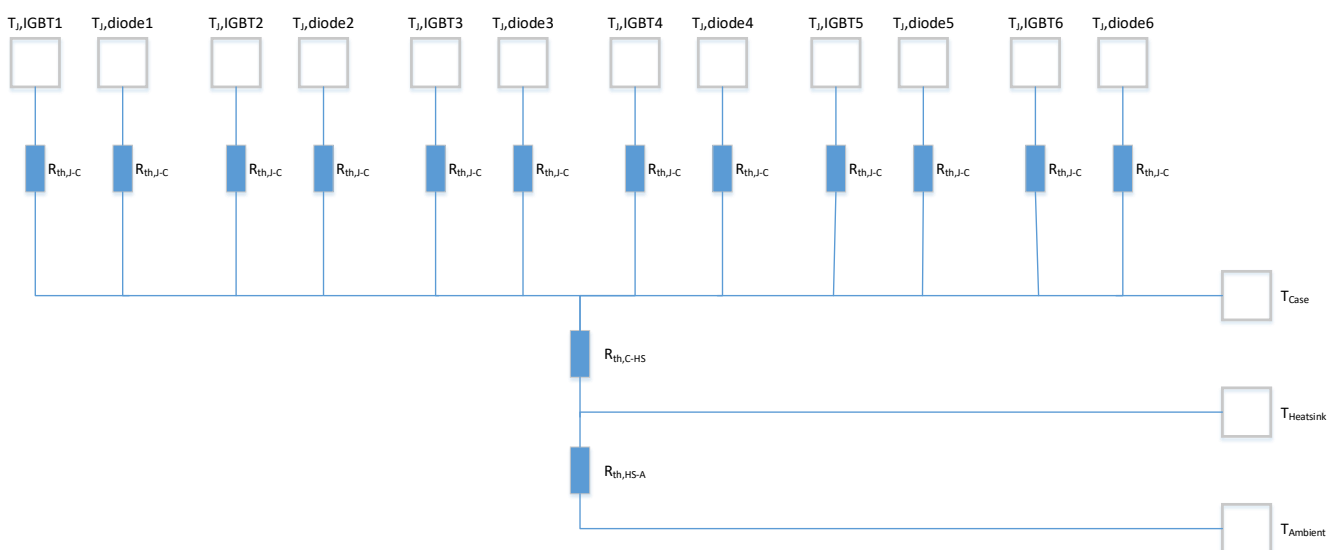 TJ,IGBT1 TJ,diode1 TJ,IGBT2 TJ,diode2 TJ,IGBT3 TJ,diode3 TJ,IGBT4 TJ,diode4 TJ,IGBT5 TJ,diode5 TJ,IGBT6 TJ,diode6
Rth,J-C Rth,J-C Rth,J-C Rth,J-C Rth,J-C Rth,J-C Rth,J-C Rth,J-C Rth,J-C Rth,J-C Rth,J-C Rth,J-C
TCase
Rth,C-HS
THeatsink
Rth,HS-A
TAmbient